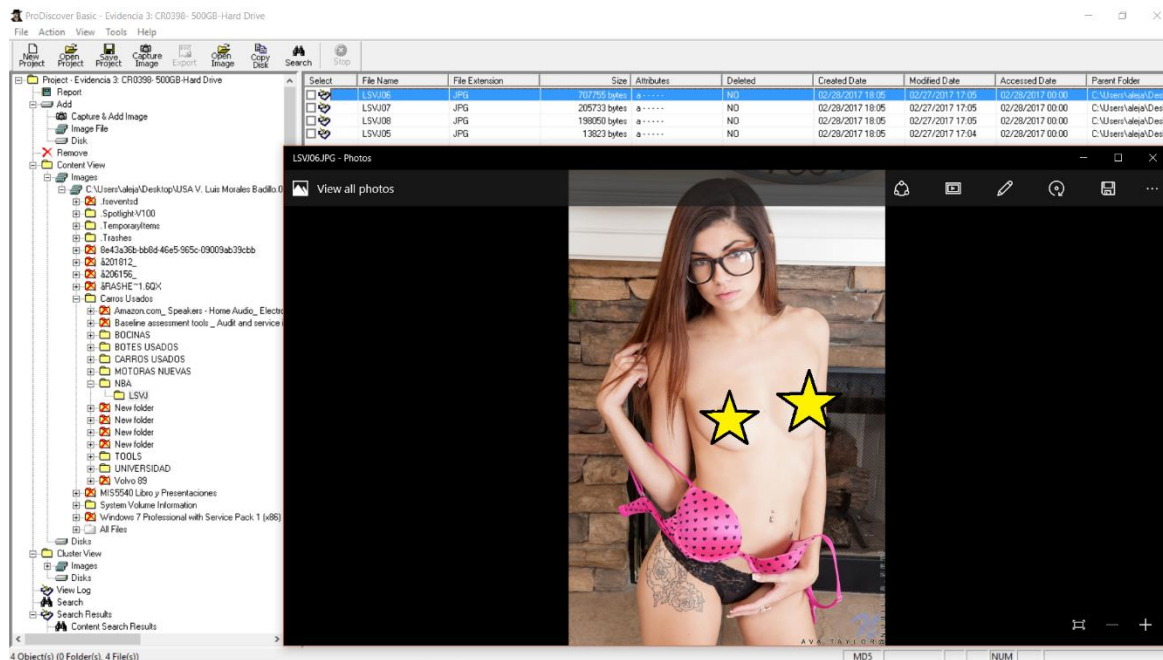 ProDiscover Basic - Evidencia 3: CR0398- 500GB-Hard Drive
File Action View Tools Help
New Project Open Project Save Project Capture Image Export Open Image Copy Disk Search Stop
Project - Evidencia 3: CR0398- 500GB-Hard Drive
Report
Add
Capture & Add Image
Image File
Disk
Remove
Content View
Images
C:\Users\aleja\Desktop\USA V. Luis Morales Badillo.0
.fseventsd
.Spotlight-V100
.TemporaryItems
.Trashes
8e43a36b-bb8d-46e5-965c-09009ab39cbb
&201812_
&206156_
&RASHE~1.6QX
Carros Usados
Amazon.com_ Speakers - Home Audio_ Electro
Baseline assessment tools _ Audit and service i
BOCINAS
BOTES USADOS
CARROS USADOS
MOTORAS NUEVAS
NBA
LSVJ
New folder
New folder
New folder
New folder
TOOLS
UNIVERSIDAD
Volvo 89
MIS5540 Libro y Presentaciones
System Volume Information
Windows 7 Professional with Service Pack 1 (x86)
All Files
Disks
Cluster View
Images
Disks
View Log
Search
Search Results
Content Search Results
4 Object(s) (0 Folder(s), 4 File(s))
Select File Name File Extension Size Attributes Deleted Created Date Modified Date Accessed Date Parent Folder
LSVJ06 JPG 707755 bytes a - - - - - NO 02/28/2017 18:05 02/27/2017 17:05 02/28/2017 00:00 C:\Users\aleja\Des
LSVJ07 JPG 205733 bytes a - - - - - NO 02/28/2017 18:05 02/27/2017 17:05 02/28/2017 00:00 C:\Users\aleja\Des
LSVJ08 JPG 198050 bytes a - - - - - NO 02/28/2017 18:05 02/27/2017 17:05 02/28/2017 00:00 C:\Users\aleja\Des
LSVJ05 JPG 13823 bytes a - - - - - NO 02/28/2017 18:05 02/27/2017 17:04 02/28/2017 00:00 C:\Users\aleja\Des
LSVJ06.JPG - Photos
View all photos
AVA TAYLOR
MD5 NUM